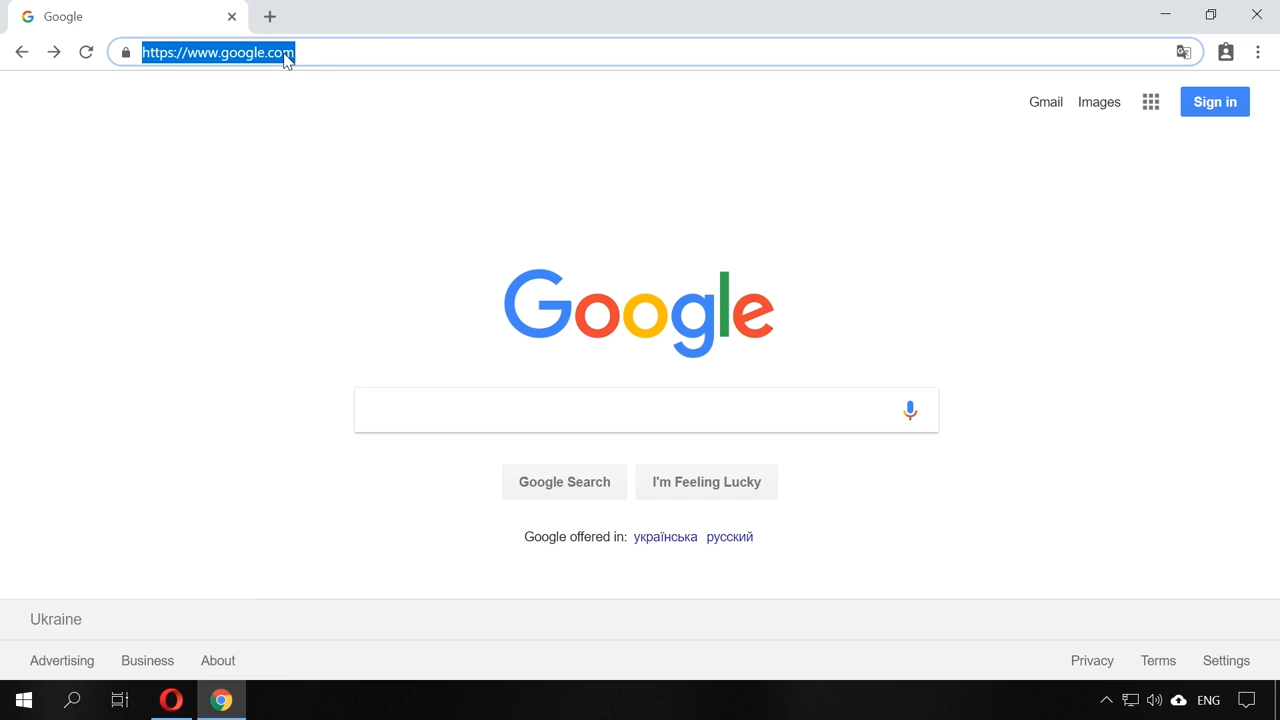 Google
https://www.google.com
Gmail Images Sign in
Google
Google Search I'm Feeling Lucky
Google offered in: українська русский
Ukraine
Advertising Business About Privacy Terms Settings
ENG